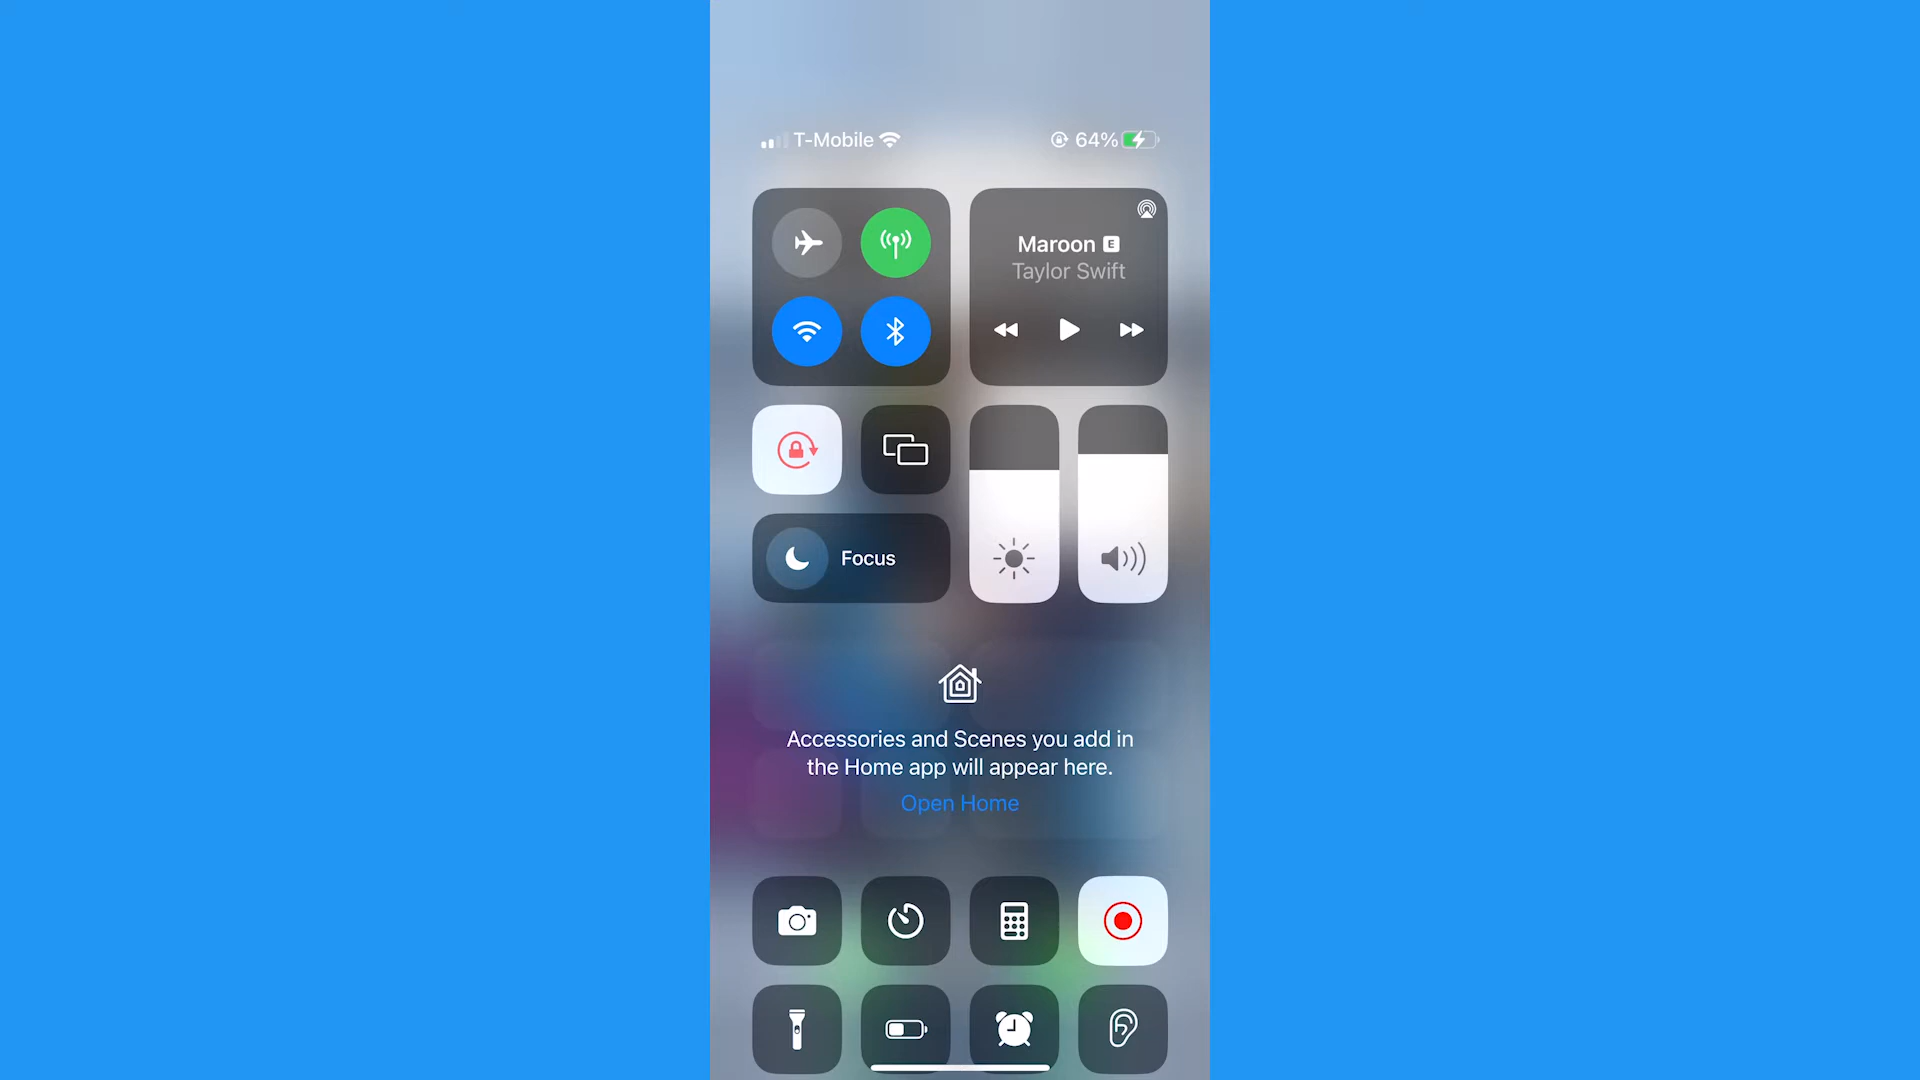 T-Mobile
64%
Maroon E
Taylor Swift
Focus
Accessories and Scenes you add in
the Home app will appear here.
Open Home